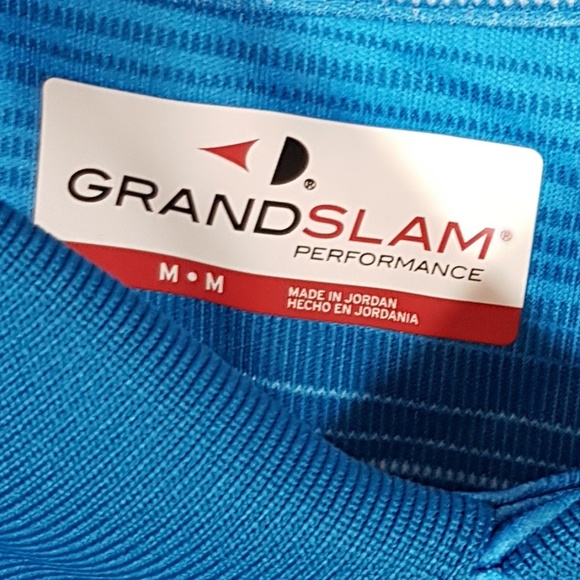 GRANDSLAM®
PERFORMANCE
M • M
MADE IN JORDAN
HECHO EN JORDANIA